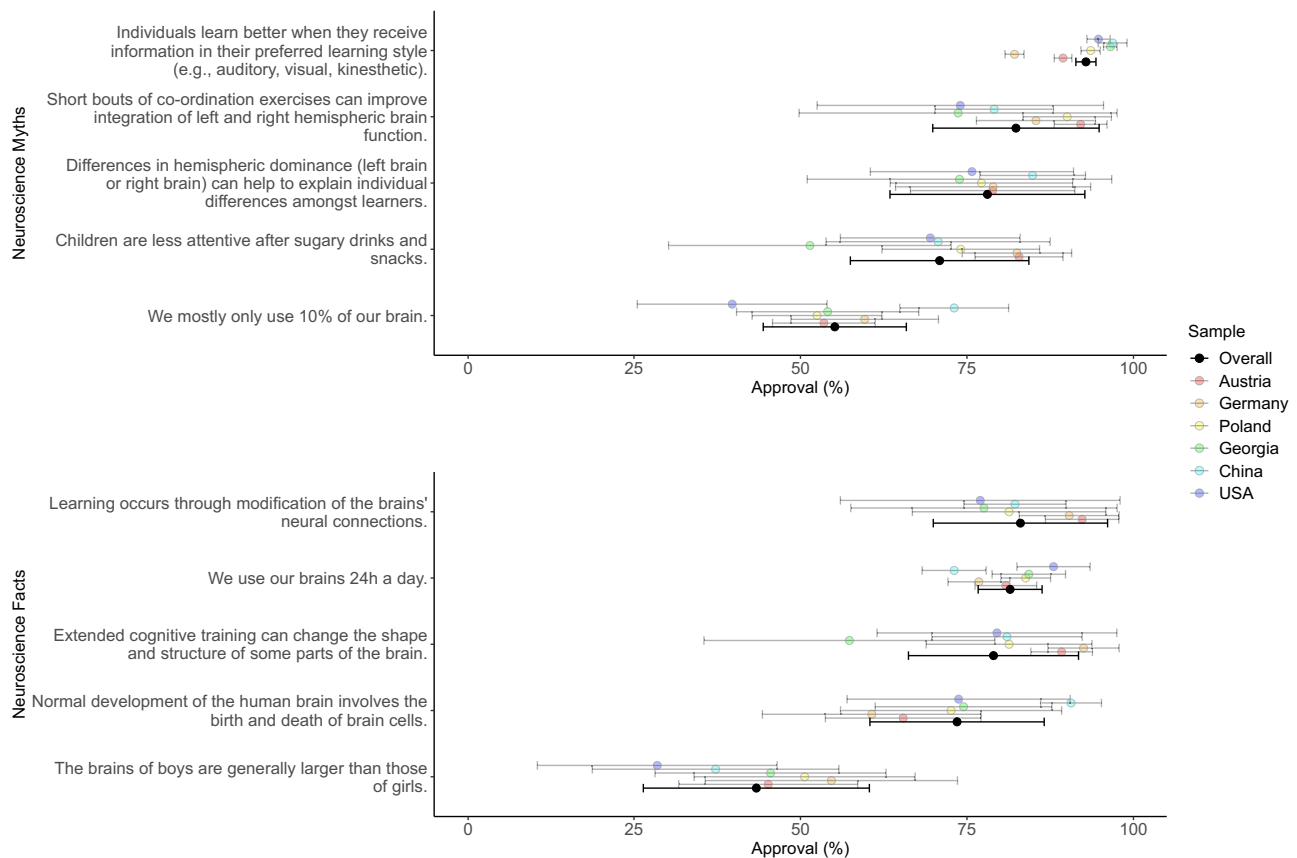 Neuroscience Myths
Individuals learn better when they receive
information in their preferred learning style
(e.g., auditory, visual, kinesthetic).
Short bouts of co-ordination exercises can improve
integration of left and right hemispheric brain
function.
Differences in hemispheric dominance (left brain
or right brain) can help to explain individual
differences amongst learners.
Children are less attentive after sugary drinks and
snacks.
We mostly only use 10% of our brain.
0 25 50 75 100
Approval (%)
Neuroscience Facts
Learning occurs through modification of the brains'
neural connections.
We use our brains 24h a day.
Extended cognitive training can change the shape
and structure of some parts of the brain.
Normal development of the human brain involves the
birth and death of brain cells.
The brains of boys are generally larger than those
of girls.
0 25 50 75 100
Approval (%)
Sample
Overall
Austria
Germany
Poland
Georgia
China
USA